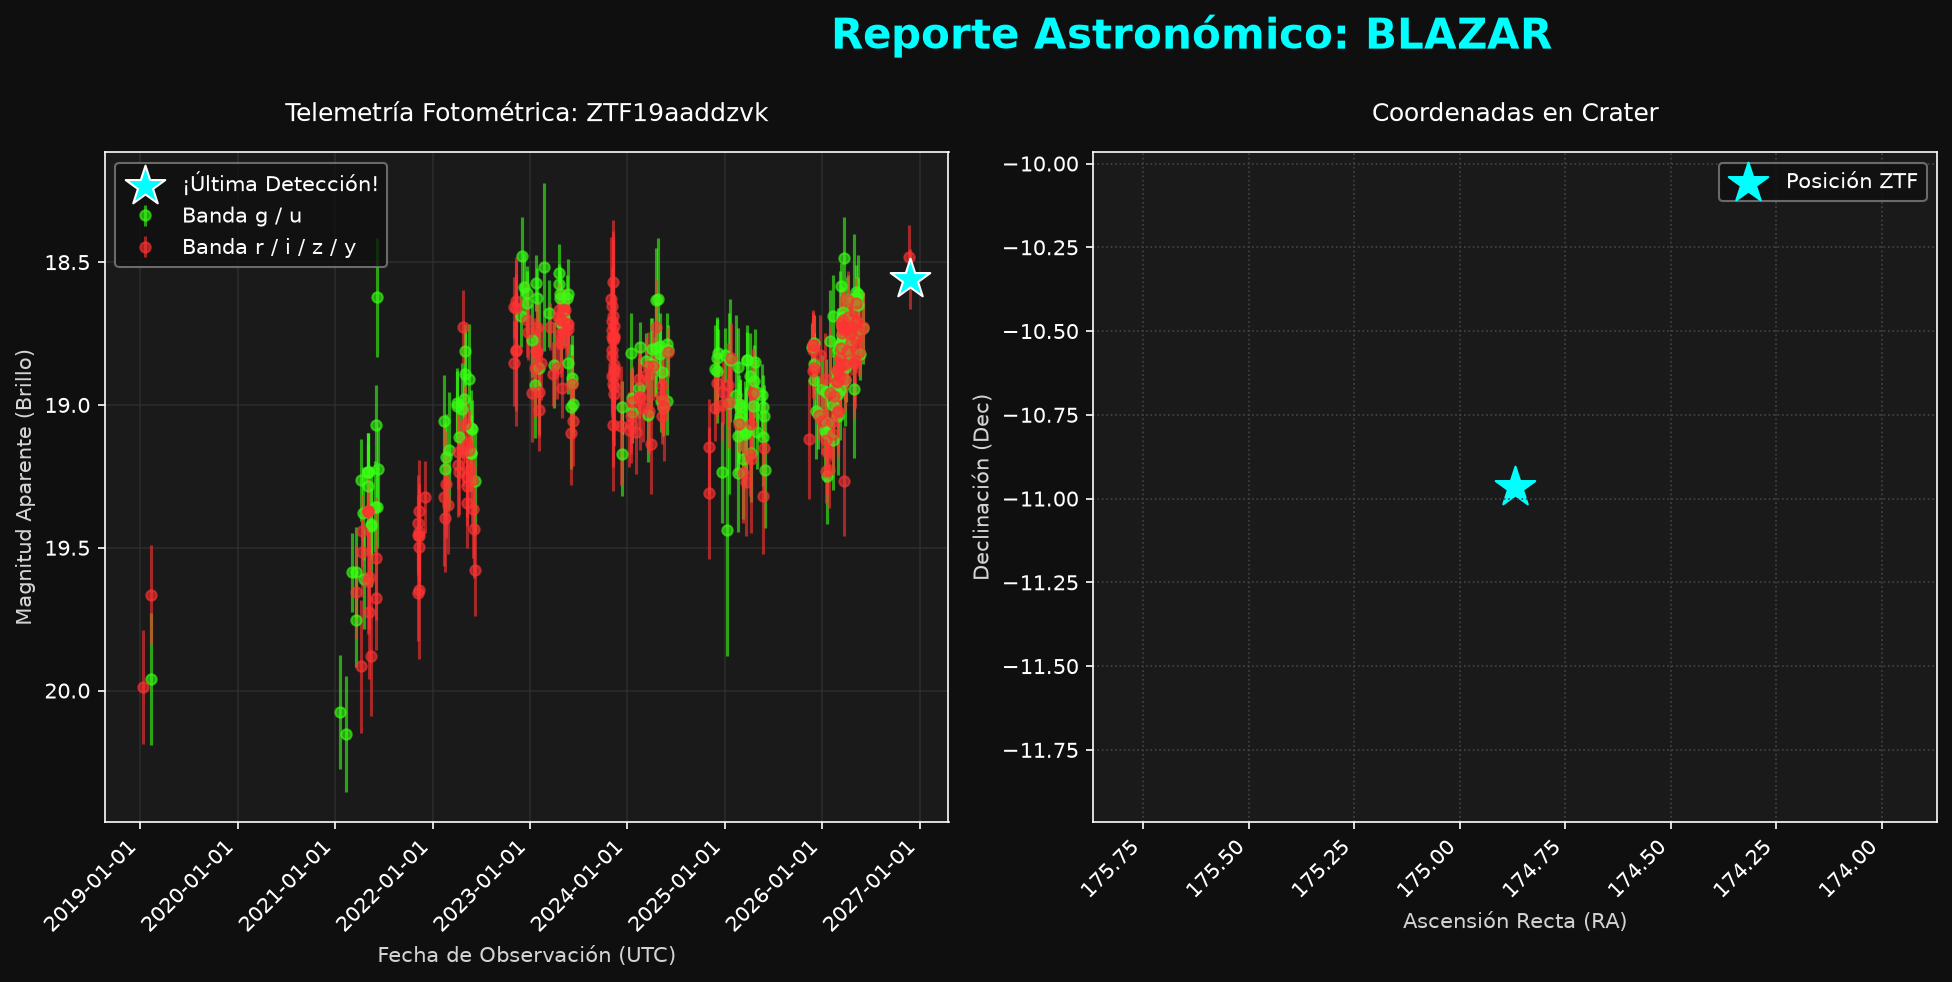 Reporte Astronómico: BLAZAR
Telemetría Fotométrica: ZTF19aaddzvk
¡Última Detección!
Banda g / u
Banda r / i / z / y
Magnitud Aparente (Brillo)
18.5
19.0
19.5
20.0
2019-01-01
2020-01-01
2021-01-01
2022-01-01
2023-01-01
2024-01-01
2025-01-01
2026-01-01
2027-01-01
Fecha de Observación (UTC)
Coordenadas en Crater
Posición ZTF
Declinación (Dec)
−10.00
−10.25
−10.50
−10.75
−11.00
−11.25
−11.50
−11.75
175.75
175.50
175.25
175.00
174.75
174.50
174.25
174.00
Ascensión Recta (RA)